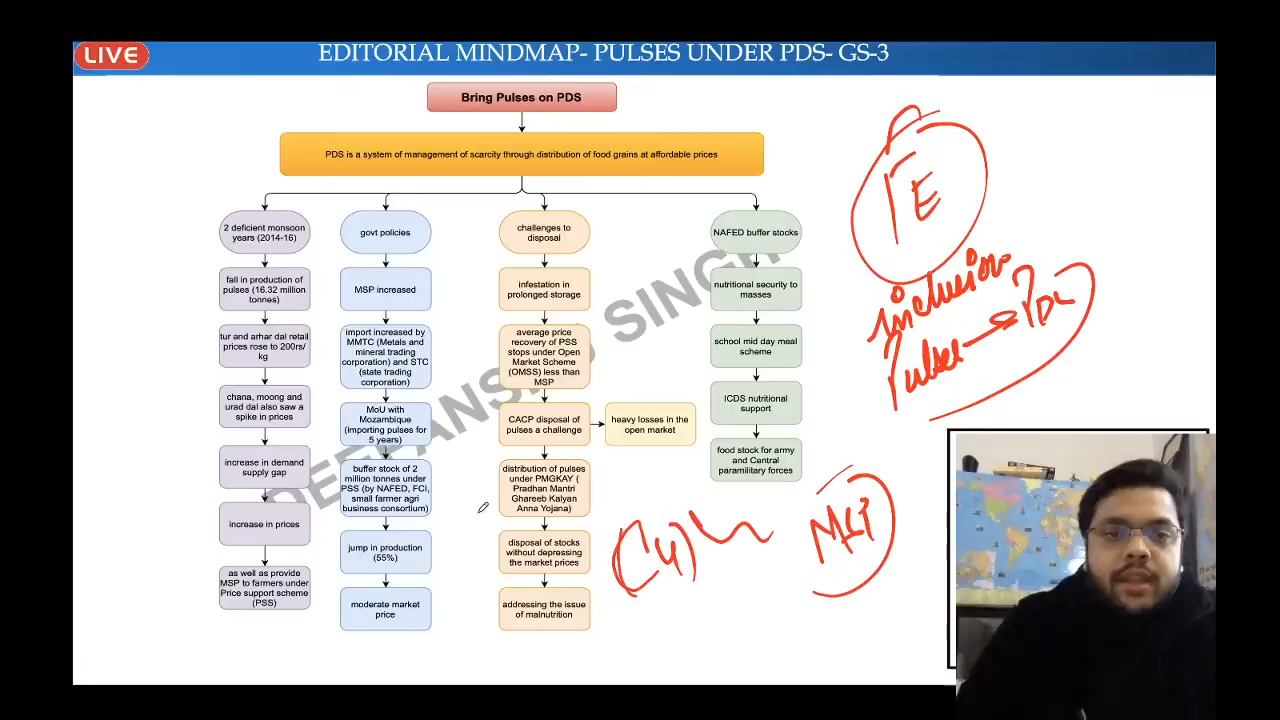 LIVE
EDITORIAL MINDMAP- PULSES UNDER PDS- GS-3
Bring Pulses on PDS
PDS is a system of management of scarcity through distribution of food grains at affordable prices
2 deficient monsoon
years (2014-16)
fall in production of
pulses (16.32 million
tonnes)
tur and arhar dal retail
prices rose to 200rs/
kg
chana, moong and
urad dal also saw a
spike in prices
increase in demand
supply gap
increase in prices
as well as provide
MSP to farmers under
Price support scheme
(PSS)
govt policies
MSP increased
import increased by
MMTC (Metals and
mineral trading
corporation) and STC
(state trading
corporation)
MoU with
Mozambique
(importing pulses for
5 years)
buffer stock of 2
million tonnes under
PSS (by NAFED, FCI,
small farmer agri
business consortium)
jump in production
(55%)
moderate market
price
challenges to
disposal
infestation in
prolonged storage
average price
recovery of PSS
stops under Open
Market Scheme
(OMSS) less than
MSP
CACP disposal of
pulses a challenge
heavy losses in the
open market
distribution of pulses
under PMGKAY (
Pradhan Mantri
Ghareeb Kalyan
Anna Yojana)
disposal of stocks
without depressing
the market prices
addressing the issue
of malnutrition
NAFED buffer stocks
nutritional security to
masses
school mid day meal
scheme
ICDS nutritional
support
food stock for army
and Central
paramilitary forces
IE
inclusion
Pulses PDS
MSP